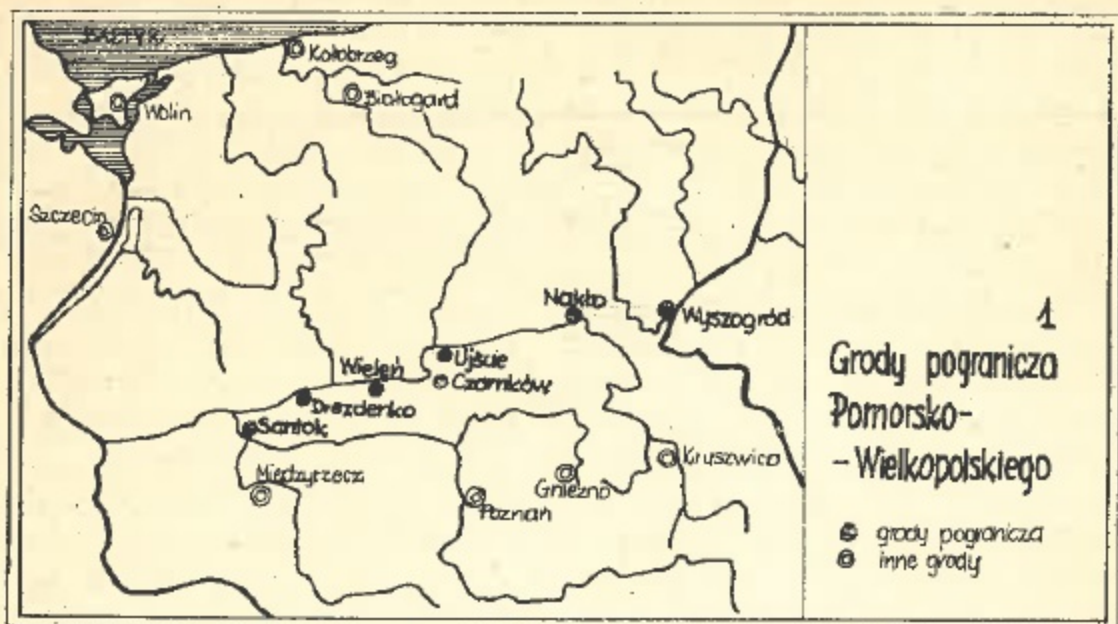 BAŁTYK
Kołobrzeg
Białogard
Wolin
Szczecin
Nakło
Wyszogród
Ujście
Wieleń
Czarnków
Drezdenko
Santok
Kruszwica
Międzyrzecz
Gniezno
Poznań
1
Grody pogranicza
Pomorsko-
-Wielkopolskiego
grody pogranicza
inne grody